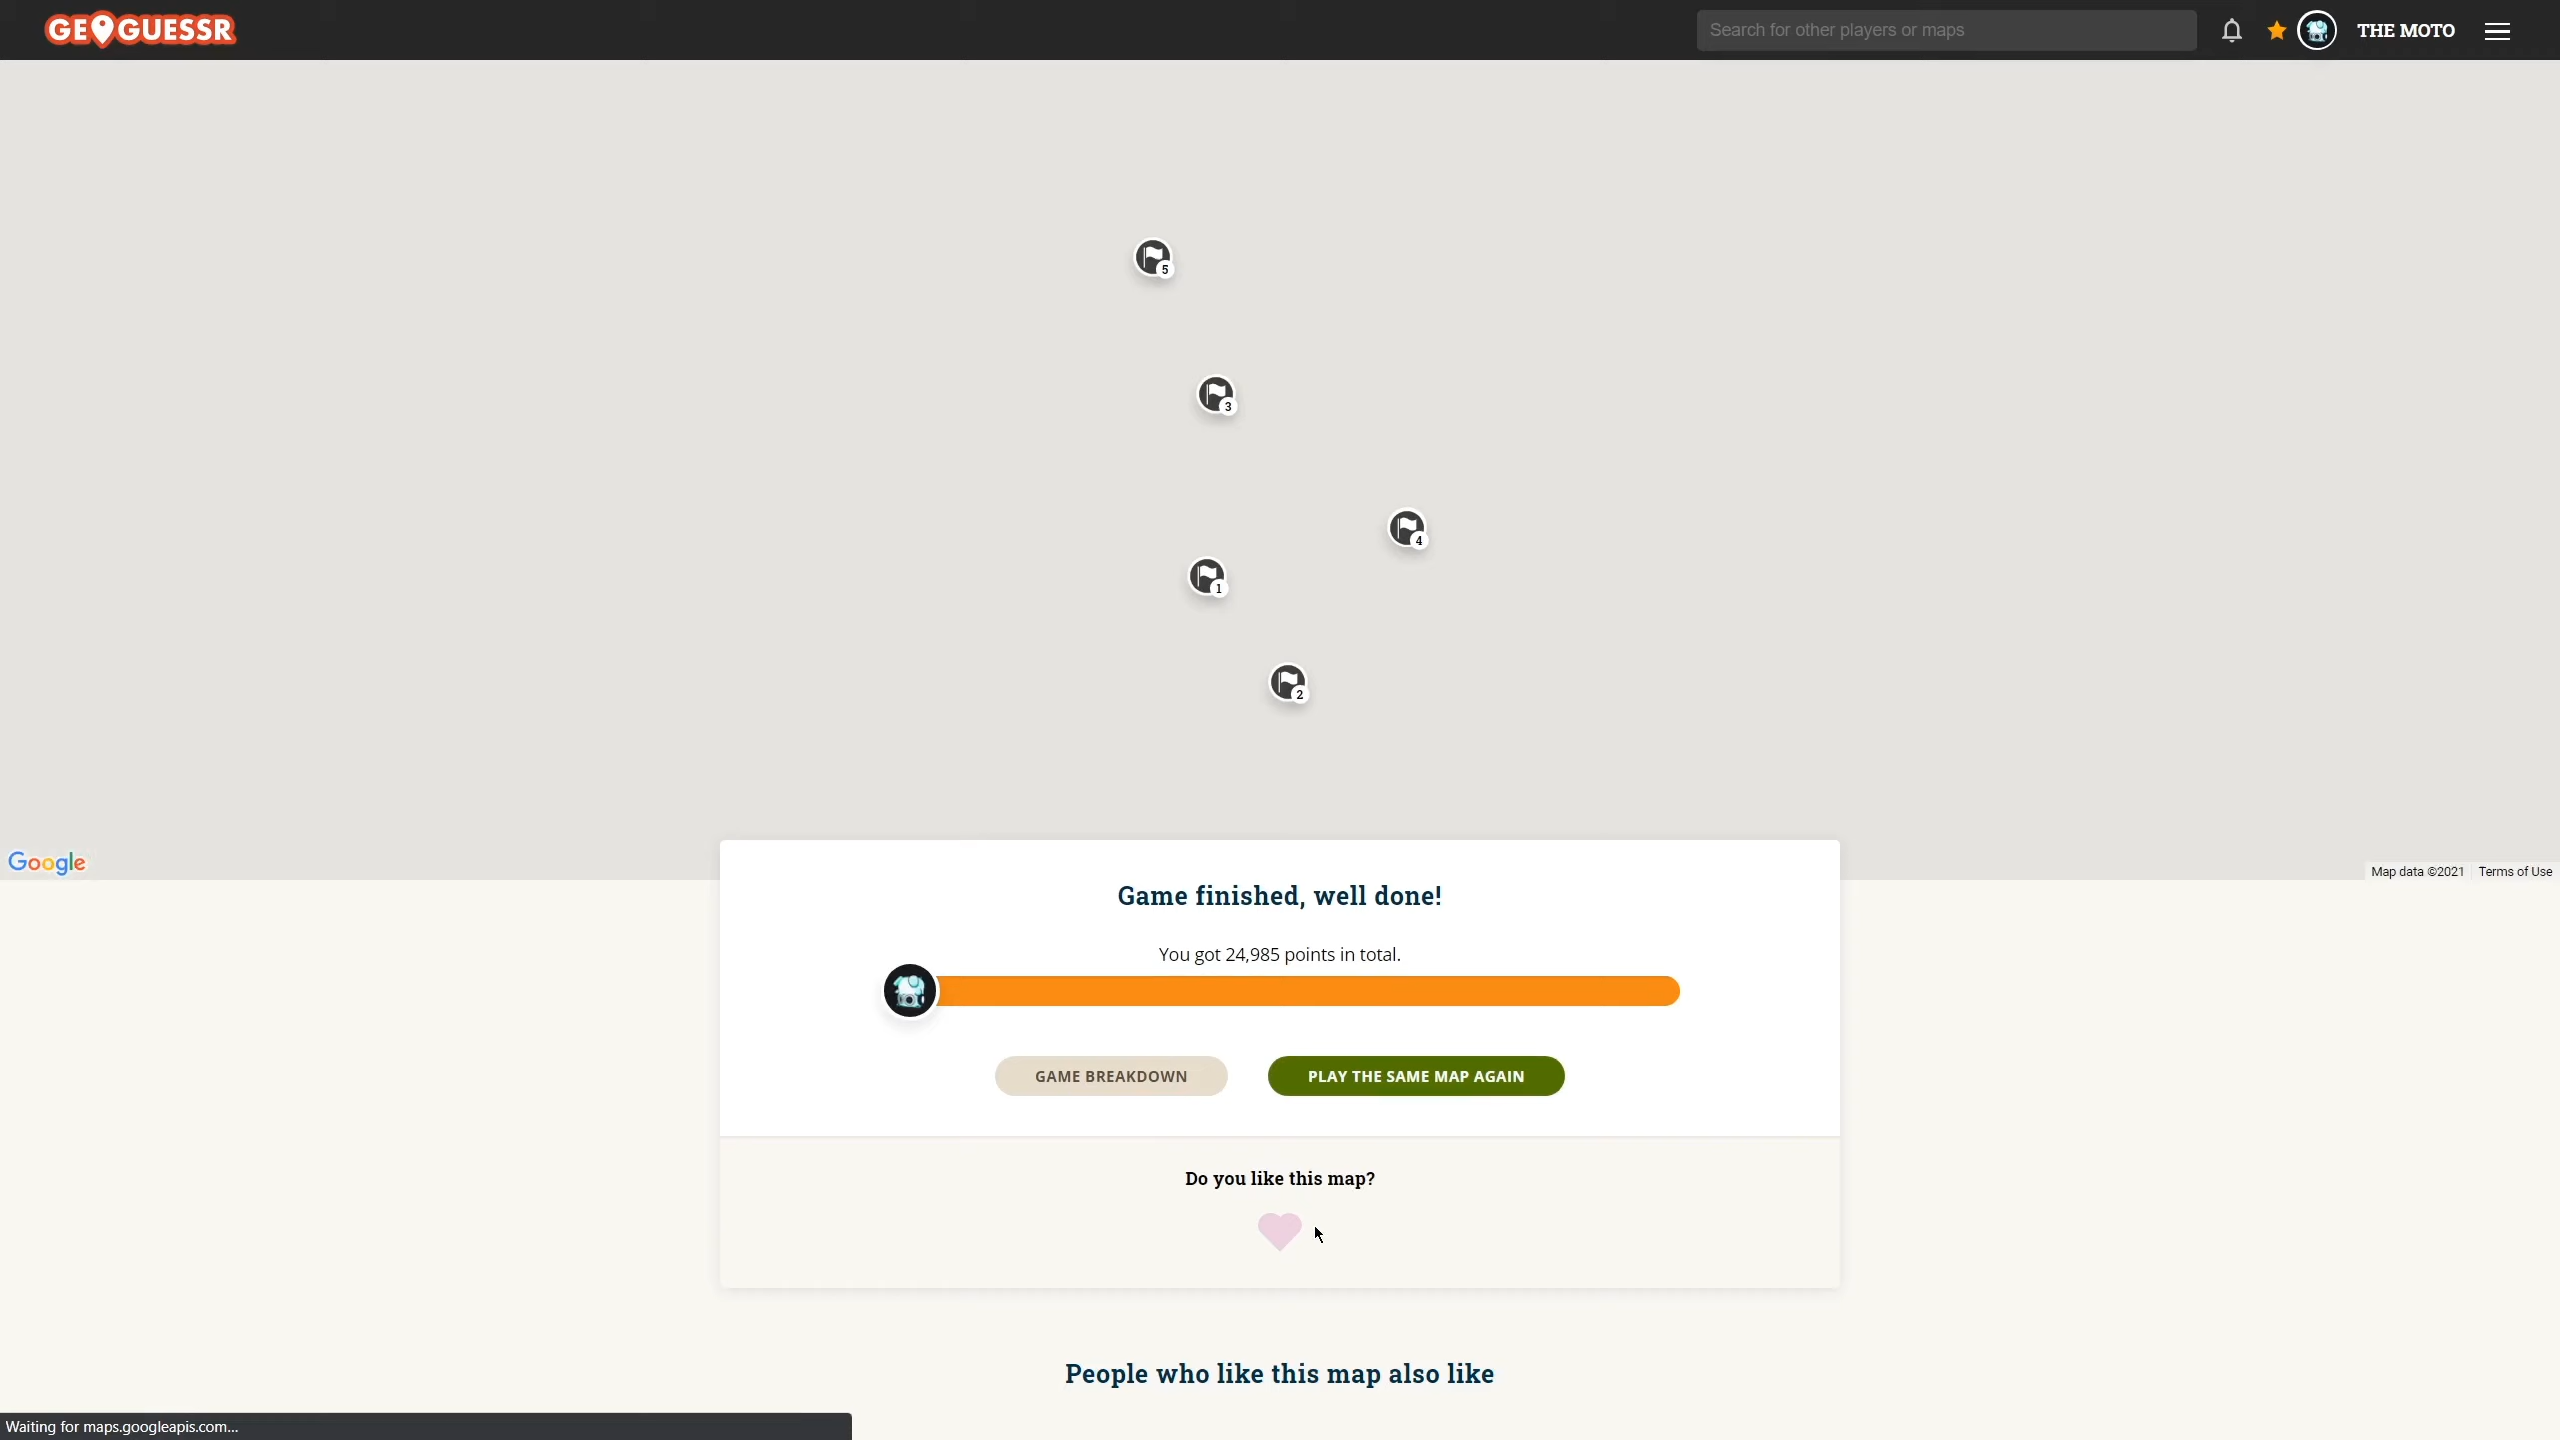 GEOGUESSR
Search for other players or maps
THE MOTO
5
3
4
1
2
Google
Map data ©2021
Terms of Use
Game finished, well done!
You got 24,985 points in total.
GAME BREAKDOWN
PLAY THE SAME MAP AGAIN
Do you like this map?
People who like this map also like
Waiting for maps.googleapis.com...